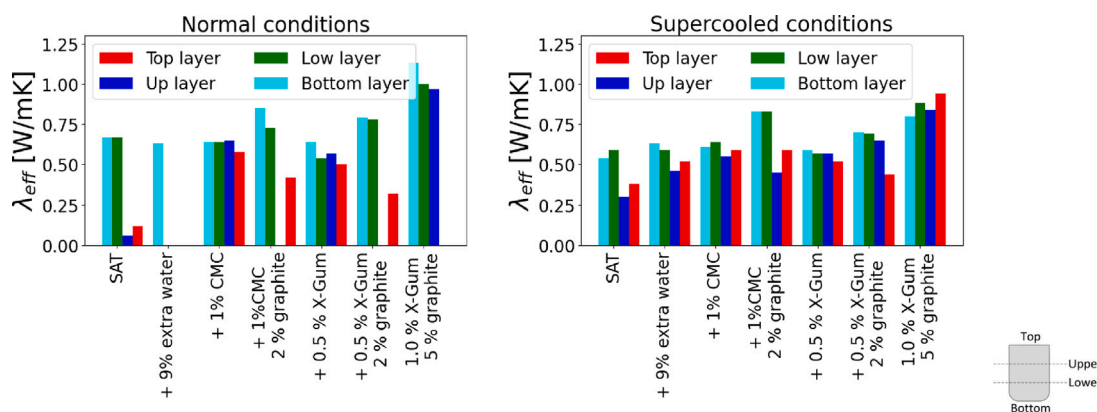 Normal conditions
1.25
1.00
0.75
0.50
0.25
0.00
λeff [W/mK]
Top layer
Low layer
Up layer
Bottom layer
SAT
+ 9% extra water
+ 1% CMC
+ 1%CMC
2 % graphite
+ 0.5 % X-Gum
+ 0.5 % X-Gum
2 % graphite
1.0 % X-Gum
5 % graphite
Supercooled conditions
1.25
1.00
0.75
0.50
0.25
0.00
λeff [W/mK]
Top layer
Low layer
Up layer
Bottom layer
SAT
+ 9% extra water
+ 1% CMC
+ 1%CMC
2 % graphite
+ 0.5 % X-Gum
+ 0.5 % X-Gum
2 % graphite
1.0 % X-Gum
5 % graphite
Top
Uppe
Lowe
Bottom